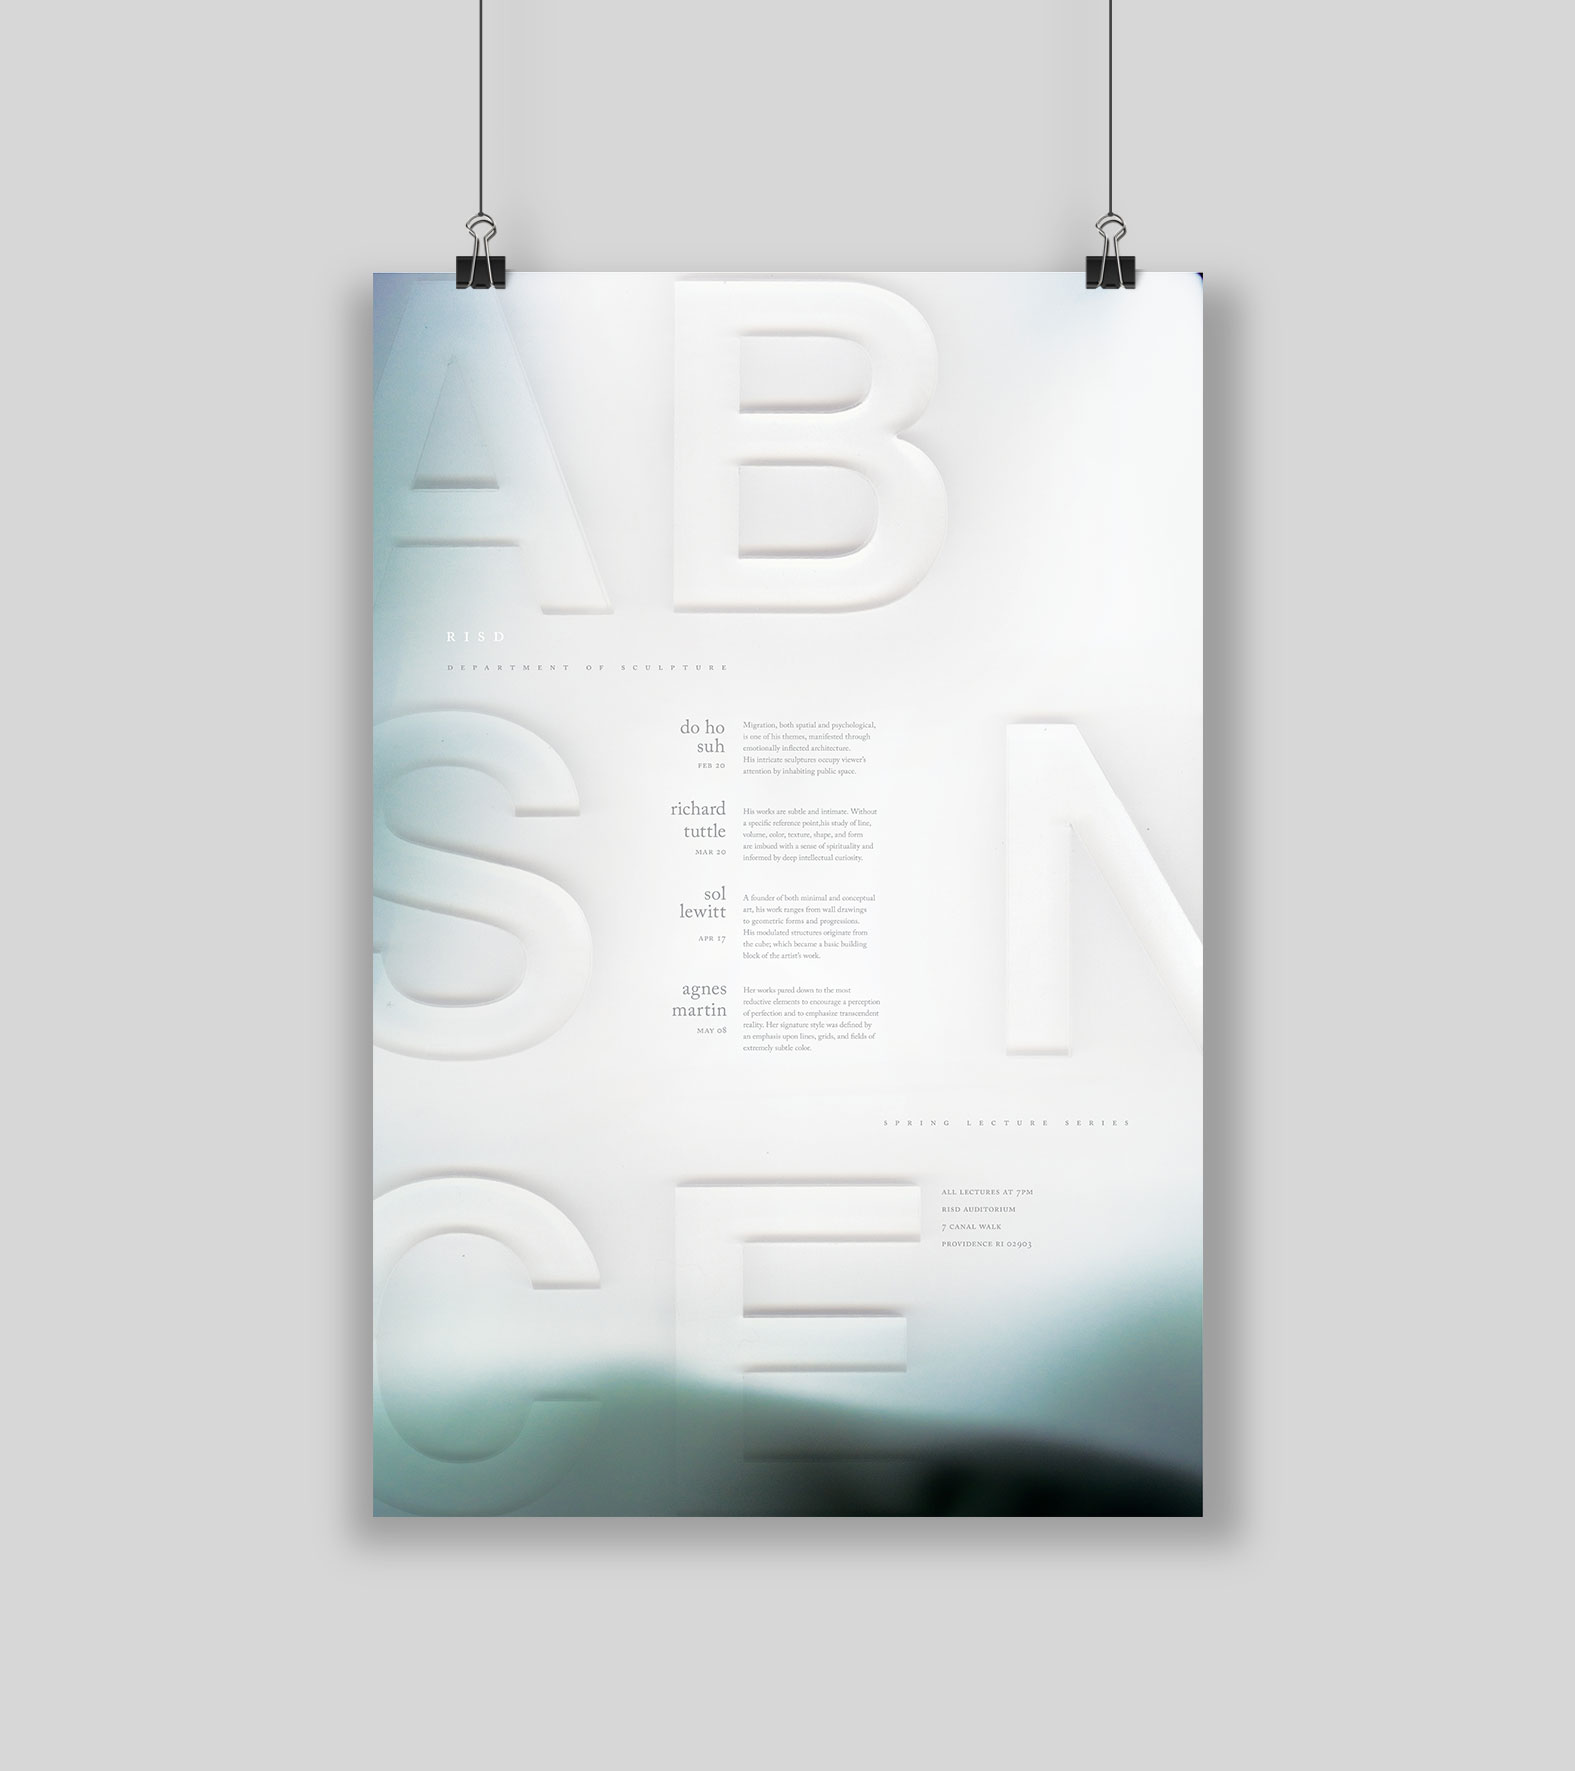 AB
RISD
DEPARTMENT OF SCULPTURE
S N
do ho
suh
FEB 20
Migration, both spatial and psychological,
is one of his themes, manifested through
emotionally inflected architecture.
His intricate sculptures occupy viewer's
attention by inhabiting public space.
richard
tuttle
MAR 20
His works are subtle and intimate. Without
a specific reference point,his study of line,
volume, color, texture, shape, and form
are imbued with a sense of spirituality and
informed by deep intellectual curiosity.
sol
lewitt
APR 17
A founder of both minimal and conceptual
art, his work ranges from wall drawings
to geometric forms and progressions.
His modulated structures originate from
the cube; which became a basic building
block of the artist's work.
agnes
martin
MAY 08
Her works pared down to the most
reductive elements to encourage a perception
of perfection and to emphasize transcendent
reality. Her signature style was defined by
an emphasis upon lines, grids, and fields of
extremely subtle color.
SPRING LECTURE SERIES
CE
ALL LECTURES AT 7PM
RISD AUDITORIUM
7 CANAL WALK
PROVIDENCE RI 02903